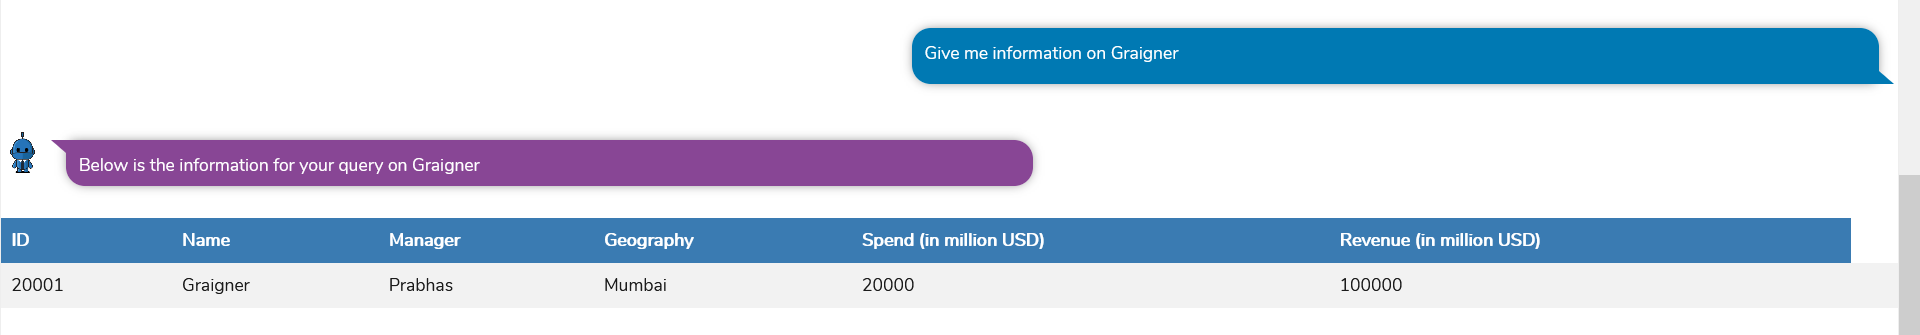 Give me information on Graigner
Below is the information for your query on Graigner
ID Name Manager Geography Spend (in million USD) Revenue (in million USD)
20001 Graigner Prabhas Mumbai 20000 100000